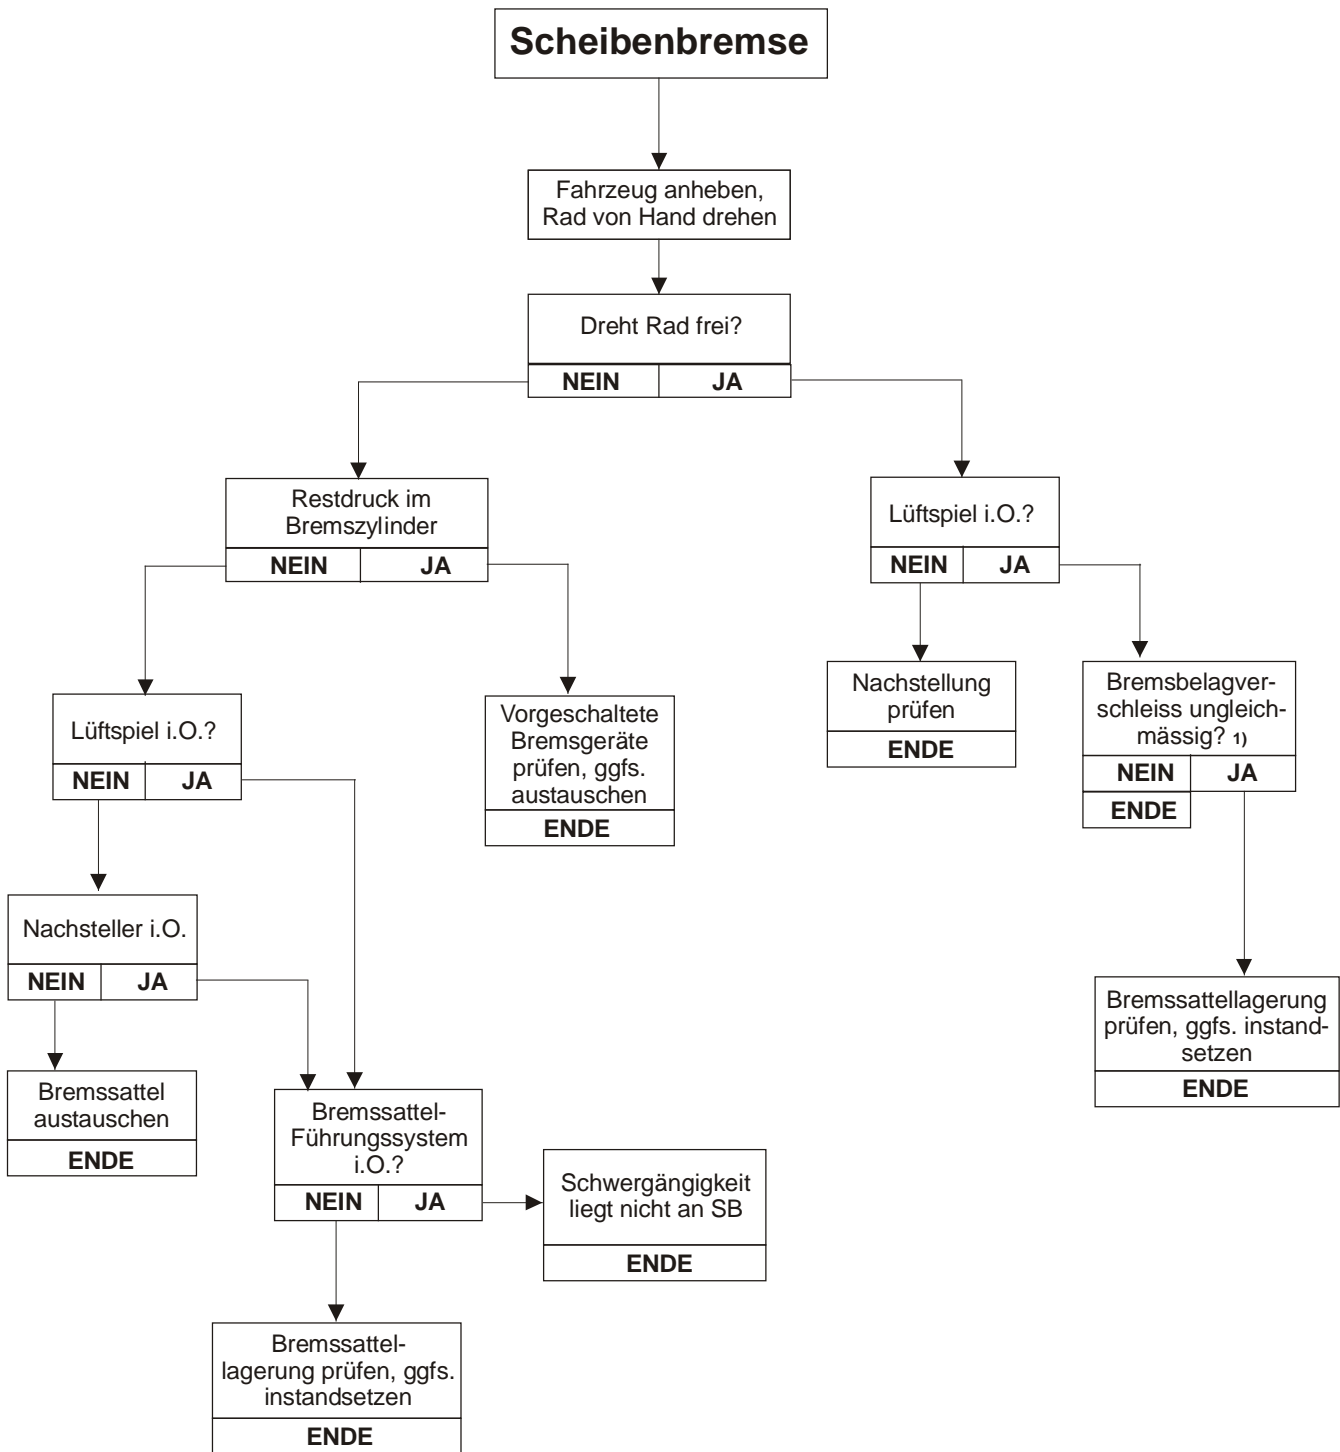 Scheibenbremse
Fahrzeug anheben,
Rad von Hand drehen
Dreht Rad frei?
NEIN JA
Restdruck im
Bremszylinder
NEIN JA
Lüftspiel i.O.?
NEIN JA
Lüftspiel i.O.?
NEIN JA
Vorgeschaltete
Bremsgeräte
prüfen, ggfs.
austauschen
ENDE
Nachstellung
prüfen
ENDE
Bremsbelagver-
schleiss ungleich-
mässig? 1)
NEIN JA
ENDE
Nachsteller i.O.
NEIN JA
Bremssattellagerung
prüfen, ggfs. instand-
setzen
ENDE
Bremssattel
austauschen
ENDE
Bremssattel-
Führungssystem
i.O.?
NEIN JA
Schwergängigkeit
liegt nicht an SB
ENDE
Bremssattel-
lagerung prüfen, ggfs.
instandsetzen
ENDE